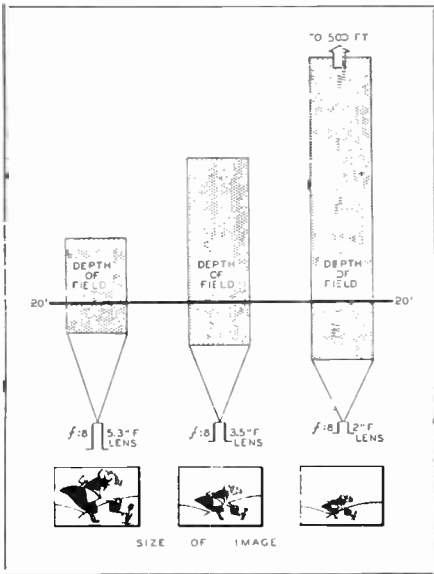 TO 500 FT
DEPTH
OF
FIELD
DEPTH
OF
FIELD
DEPTH
OF
FIELD
20'
20'
f:8 5.3" F
LENS
f:8 3.5" F
LENS
f:8 2" F
LENS
SIZE OF IMAGE